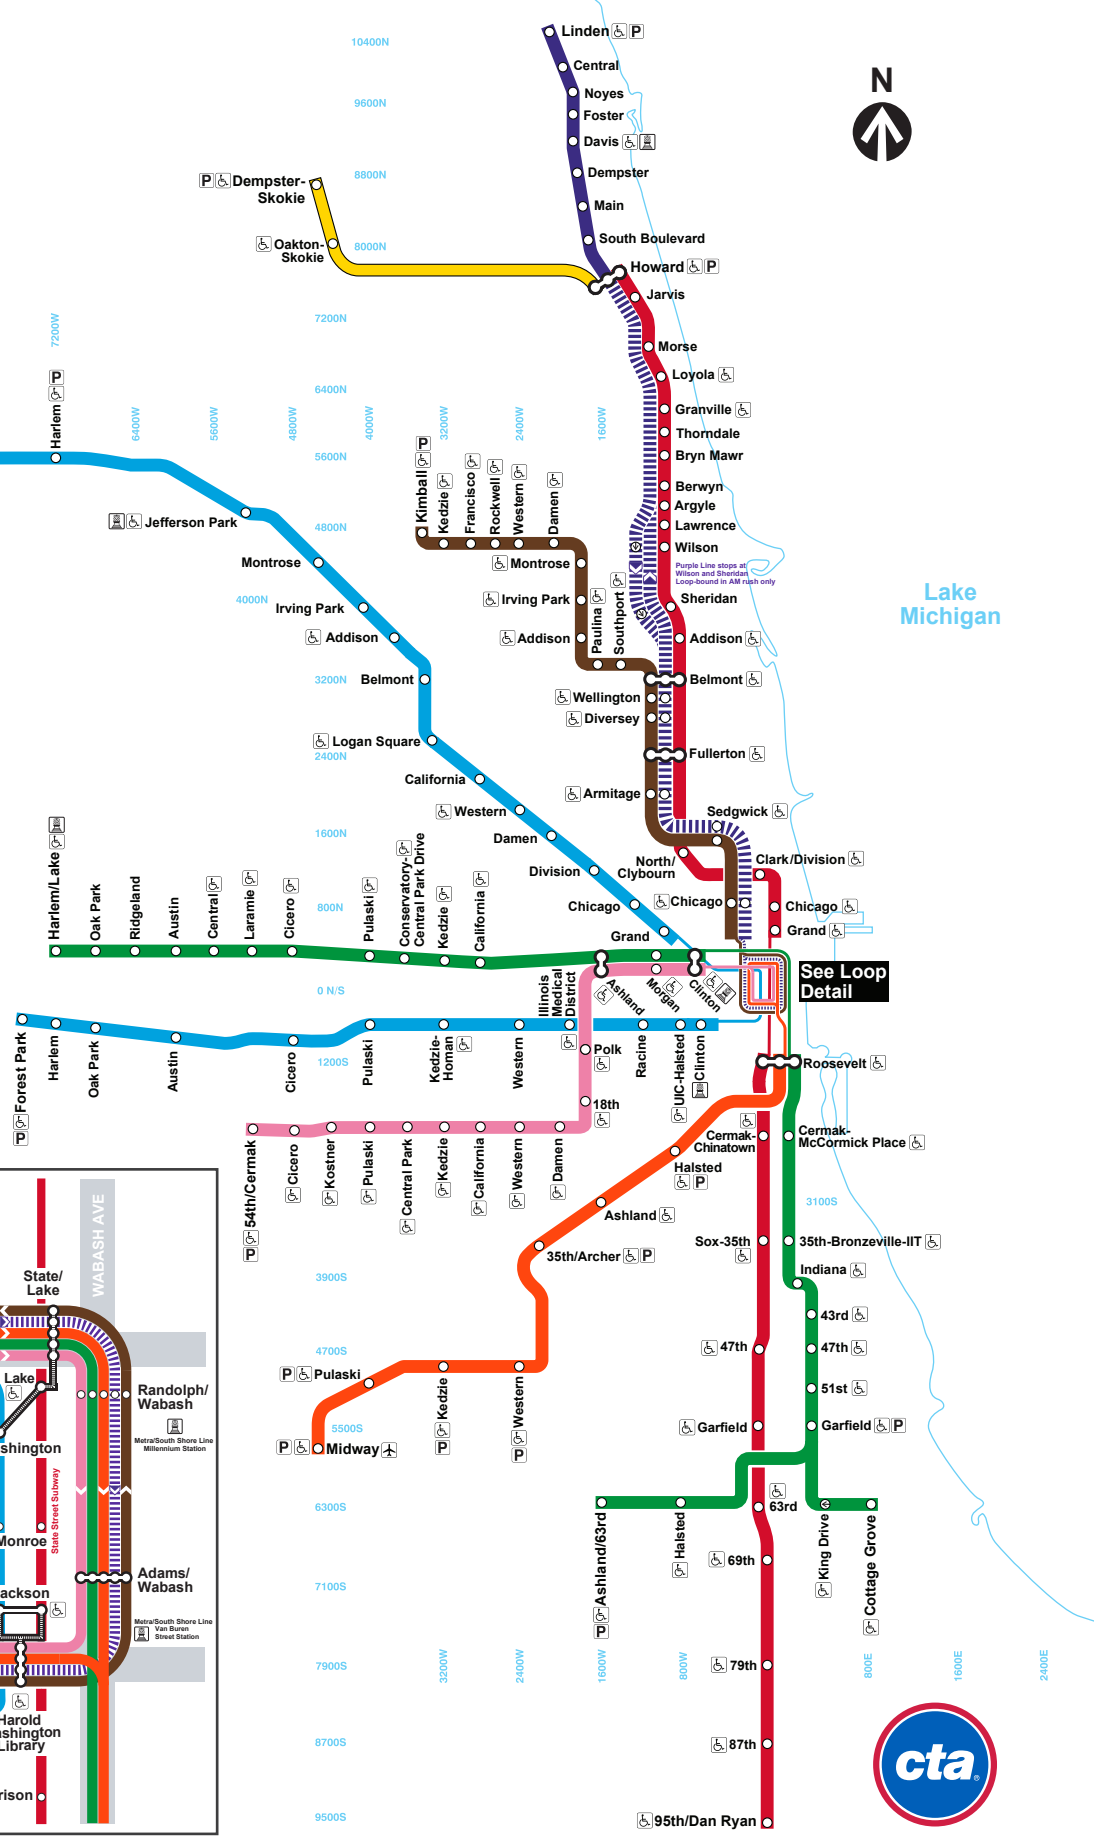 Linden P
10400N
Central
Noyes
9600N
Foster
Davis
N
Dempster
8800N
P Dempster-
Skokie
Main
South Boulevard
Oakton-
Skokie
8000N
Howard P
Jarvis
7200N
7200W
Morse
Loyola
6400N
P
Harlem
Granville
6400W
5600W
4800W
4000W
3200W
2400W
1600W
Thorndale
Bryn Mawr
5600N
P
Kimball
Kedzie
Francisco
Rockwell
Western
Damen
Berwyn
Argyle
Lawrence
Wilson
Jefferson Park
4800N
Montrose
Montrose
Purple Line stops at
Wilson and Sheridan
Loop-bound in AM rush only
Lake
Michigan
4000N
Irving Park
Irving Park
Paulina
Southport
Sheridan
Addison
Addison
Addison
Belmont
3200N
Belmont
Wellington
Diversey
Logan Square
2400N
Fullerton
California
Armitage
Western
Sedgwick
1600N
Damen
North/
Clybourn
Clark/Division
Division
Harlem/Lake
Oak Park
Ridgeland
Austin
Central
Laramie
Cicero
Pulaski
Conservatory-
Central Park Drive
Kedzie
California
800N
Chicago
Chicago
Chicago
Grand
Grand
See Loop
Detail
0 N/S
Illinois
Medical
District
Ashland
Morgan
Clinton
P
Forest Park
Harlem
Oak Park
Austin
Cicero
Pulaski
Kedzie-
Homan
Western
Racine
UIC-Halsted
Clinton
1200S
Polk
Roosevelt
18th
Cermak-
Chinatown
Cermak-
McCormick Place
P
54th/Cermak
Cicero
Kostner
Pulaski
Central Park
Kedzie
California
Western
Damen
Halsted
P
Ashland
3100S
Sox-35th
35th-Bronzeville-IIT
35th/Archer P
Indiana
3900S
43rd
47th
47th
4700S
P Pulaski
Kedzie
P
Western
P
51st
5500S
Garfield
Garfield P
P Midway
6300S
63rd
Ashland/63rd
P
Halsted
King Drive
Cottage Grove
69th
7100S
79th
7900S
3200W
2400W
1600W
800W
800E
1600E
2400E
8700S
87th
9500S
95th/Dan Ryan
cta
®
WABASH AVE
State/
Lake
Lake
Randolph/
Wabash
Metra/South Shore Line
Millennium Station
shington
State Street Subway
Monroe
Adams/
Wabash
ackson
Metra/South Shore Line
Van Buren
Street Station
Harold
ashington
Library
rison